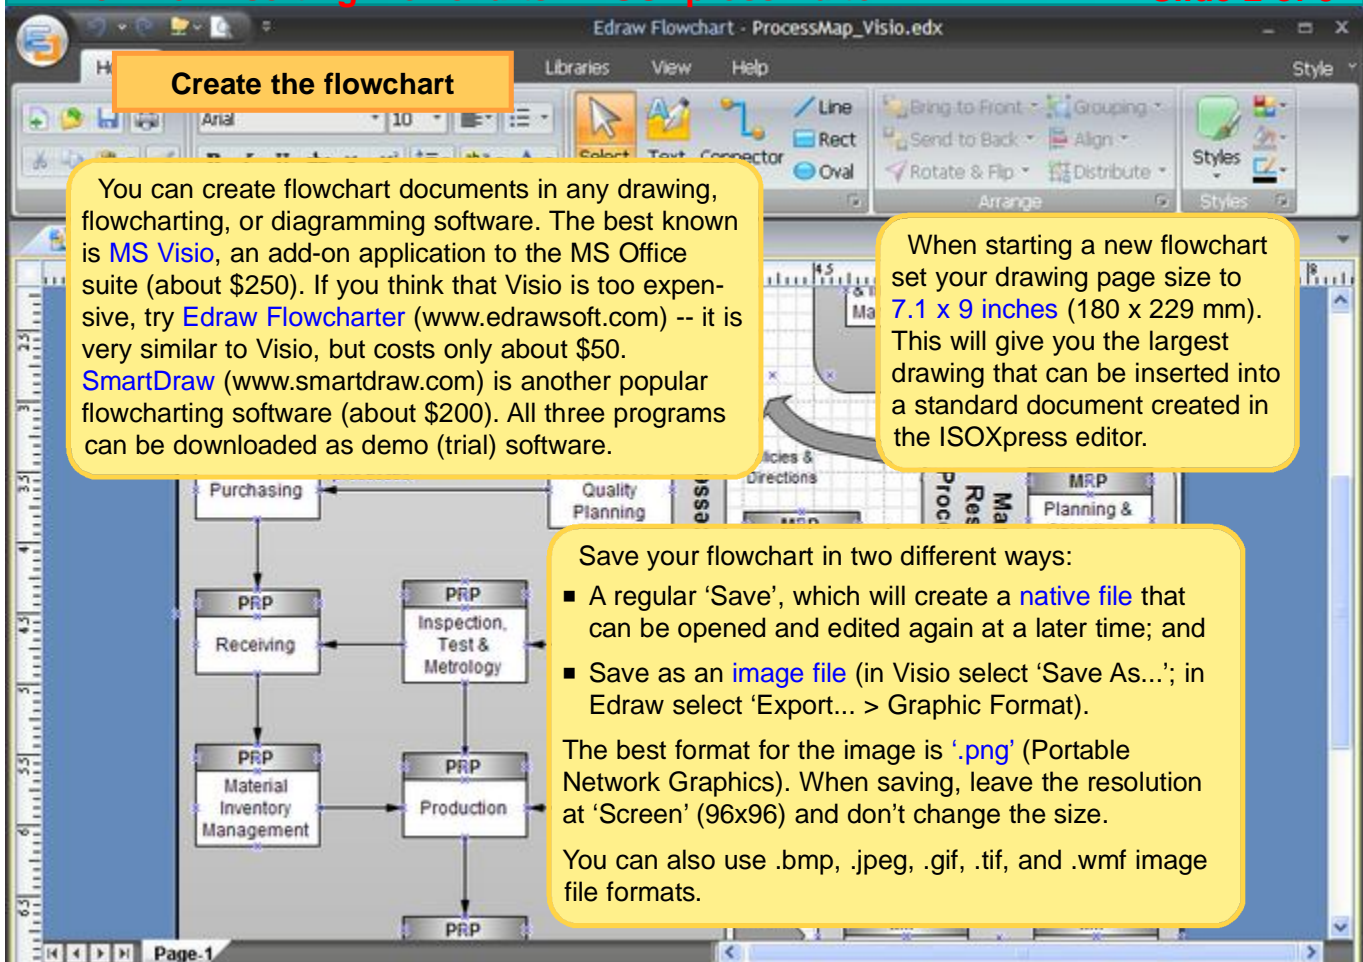 Edraw Flowchart - ProcessMap_Visio.edx
Create the flowchart
Libraries View Help Style
Arial 10
Select Text Connector
Line
Rect
Oval
Bring to Front Grouping
Send to Back Align
Rotate & Flip Distribute
Styles
Arrange Styles
You can create flowchart documents in any drawing,
flowcharting, or diagramming software. The best known
is MS Visio, an add-on application to the MS Office
suite (about $250). If you think that Visio is too expen-
sive, try Edraw Flowcharter (www.edrawsoft.com) -- it is
very similar to Visio, but costs only about $50.
SmartDraw (www.smartdraw.com) is another popular
flowcharting software (about $200). All three programs
can be downloaded as demo (trial) software.
When starting a new flowchart
set your drawing page size to
7.1 x 9 inches (180 x 229 mm).
This will give you the largest
drawing that can be inserted into
a standard document created in
the ISOXpress editor.
Policies &
Directions
Purchasing
Quality
Planning
MRP
Planning &
MRP
Save your flowchart in two different ways:
■ A regular ‘Save’, which will create a native file that
can be opened and edited again at a later time; and
■ Save as an image file (in Visio select ‘Save As...’; in
Edraw select ‘Export... > Graphic Format).
The best format for the image is ‘.png’ (Portable
Network Graphics). When saving, leave the resolution
at ‘Screen’ (96x96) and don’t change the size.
You can also use .bmp, .jpeg, .gif, .tif, and .wmf image
file formats.
PRP
Receiving
PRP
Inspection,
Test &
Metrology
PRP
Material
Inventory
Management
PRP
Production
PRP
Page-1